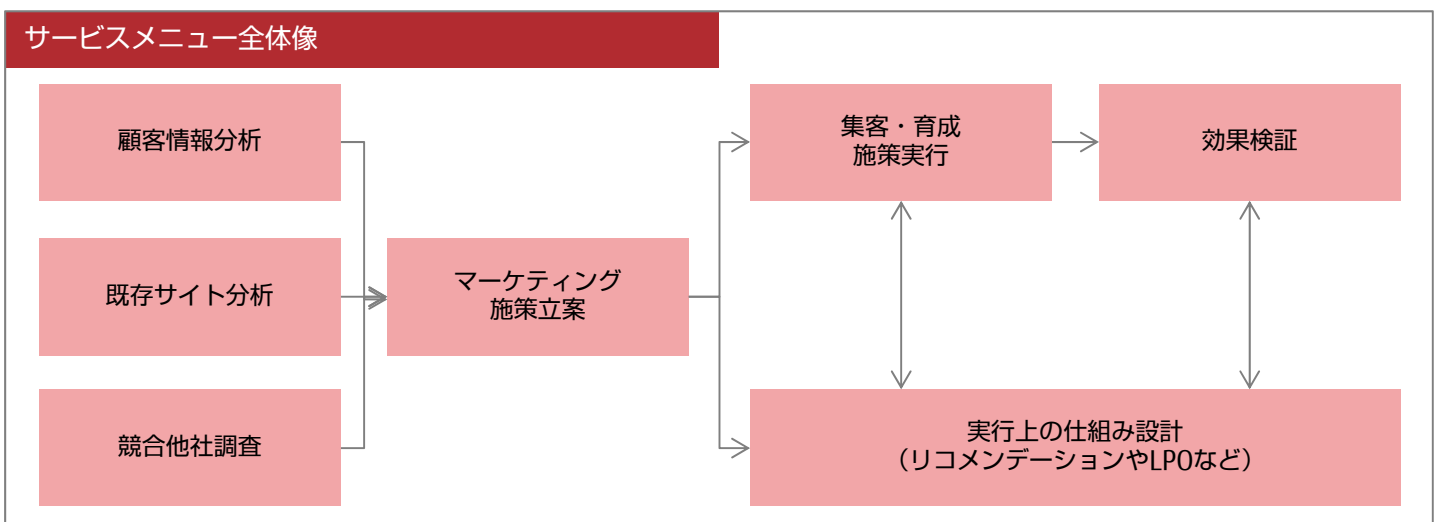 サービスメニュー全体像
顧客情報分析
既存サイト分析
競合他社調査
マーケティング
施策立案
集客・育成
施策実行
効果検証
実行上の仕組み設計
（リコメンデーションやLPOなど）